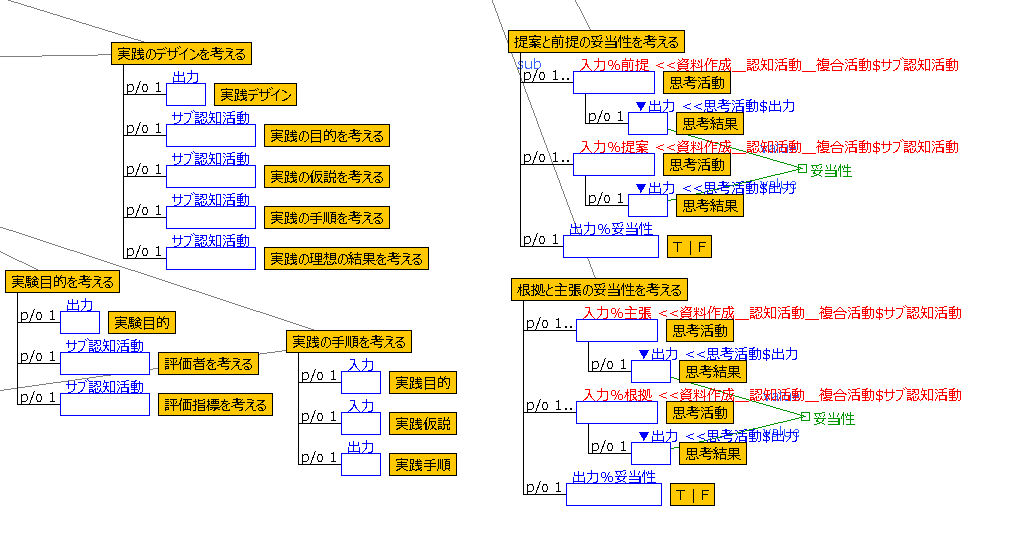 実践のデザインを考える
p/o 1
出力
実践デザイン
p/o 1
サブ認知活動
実践の目的を考える
p/o 1
サブ認知活動
実践の仮説を考える
p/o 1
サブ認知活動
実践の手順を考える
p/o 1
サブ認知活動
実践の理想の結果を考える
実験目的を考える
p/o 1
出力
実験目的
p/o 1
サブ認知活動
評価者を考える
p/o 1
サブ認知活動
評価指標を考える
実践の手順を考える
p/o 1
入力
実践目的
p/o 1
入力
実践仮説
p/o 1
出力
実践手順
提案と前提の妥当性を考える
sub
p/o 1..
入力%前提 <<資料作成__認知活動__複合活動$サブ認知活動
思考活動
p/o 1
▼出力 <<思考活動$出力
思考結果
p/o 1..
入力%提案 <<資料作成__認知活動__複合活動$サブ認知活動
思考活動
妥当性
p/o 1
▼出力 <<思考活動$出力
value
思考結果
p/o 1
出力%妥当性
T | F
根拠と主張の妥当性を考える
p/o 1..
入力%主張 <<資料作成__認知活動__複合活動$サブ認知活動
思考活動
p/o 1
▼出力 <<思考活動$出力
思考結果
p/o 1..
入力%根拠 <<資料作成__認知活動__複合活動$サブ認知活動
思考活動
妥当性
p/o 1
▼出力 <<思考活動$出力
value
思考結果
p/o 1
出力%妥当性
T | F